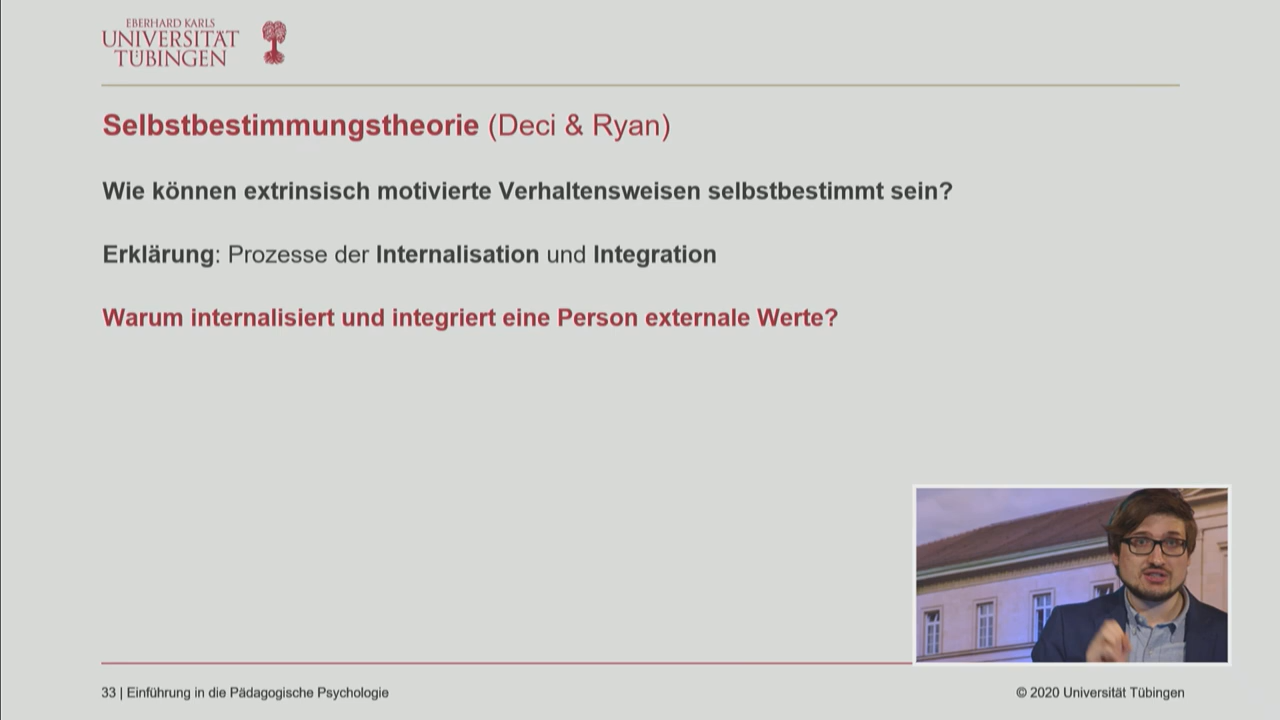 EBERHARD KARLS
UNIVERSITÄT
TÜBINGEN
Selbstbestimmungstheorie (Deci & Ryan)
Wie können extrinsisch motivierte Verhaltensweisen selbstbestimmt sein?
Erklärung: Prozesse der Internalisation und Integration
Warum internalisiert und integriert eine Person externale Werte?
33 | Einführung in die Pädagogische Psychologie
© 2020 Universität Tübingen